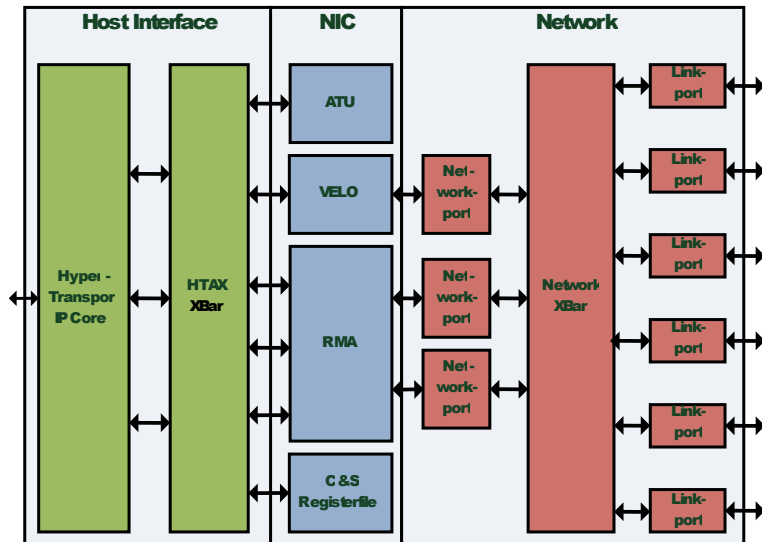 Host Interface
NIC
Network
Hyper -
Transpor
IP Core
HTAX
XBar
ATU
VELO
RMA
C &S
Registerfile
Net-
work-
port
Net-
work-
port
Net-
work-
port
Network
XBar
Link-
port
Link-
port
Link-
port
Link-
port
Link-
port
Link-
port